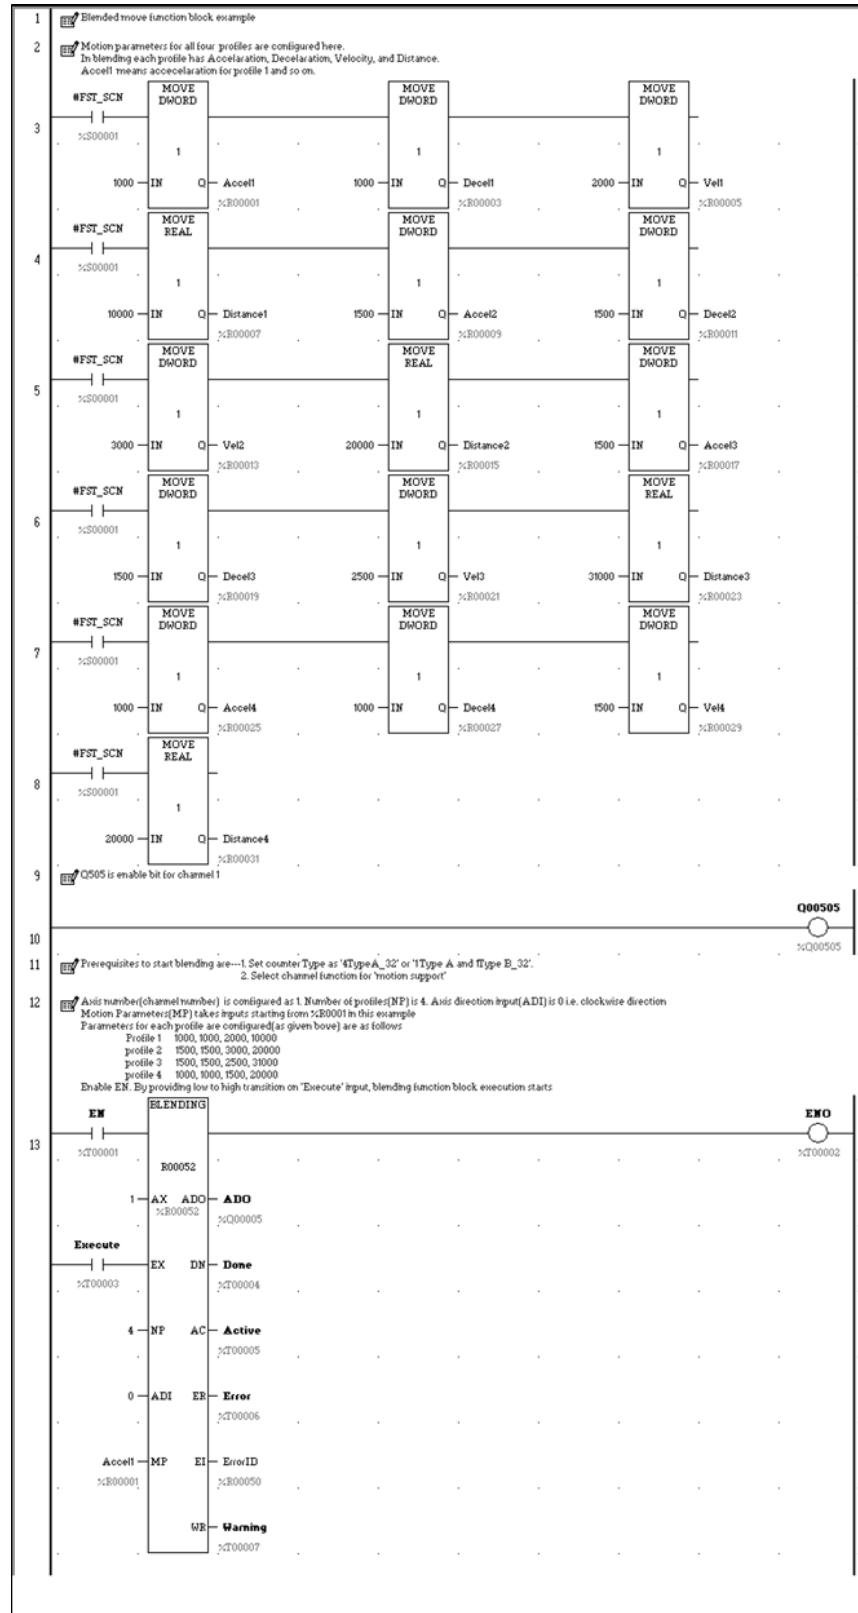 1 Blended move function block example
2 Motion parameters for all four profiles are configured here.
In blending each profile has Accelaration, Decelaration, Velocity, and Distance.
Accel1 means accecelaration for profile 1 and so on.
#FST_SCN MOVE DWORD MOVE DWORD MOVE DWORD
3 %S00001
1 1 1
1000 IN Q Accel1 1000 IN Q Decel1 2000 IN Q Vel1
%R00001 %R00003 %R00005
#FST_SCN MOVE REAL MOVE DWORD MOVE DWORD
4 %S00001
1 1 1
10000 IN Q Distance1 1500 IN Q Accel2 1500 IN Q Decel2
%R00007 %R00009 %R00011
#FST_SCN MOVE DWORD MOVE REAL MOVE DWORD
5 %S00001
1 1 1
3000 IN Q Vel2 20000 IN Q Distance2 1500 IN Q Accel3
%R00013 %R00015 %R00017
#FST_SCN MOVE DWORD MOVE DWORD MOVE REAL
6 %S00001
1 1 1
1500 IN Q Decel3 2500 IN Q Vel3 31000 IN Q Distance3
%R00019 %R00021 %R00023
#FST_SCN MOVE DWORD MOVE DWORD MOVE DWORD
7 %S00001
1 1 1
1000 IN Q Accel4 1000 IN Q Decel4 1500 IN Q Vel4
%R00025 %R00027 %R00029
#FST_SCN MOVE REAL
8 %S00001
1
20000 IN Q Distance4
%R00031
9 Q505 is enable bit for channel 1
Q00505
10 %Q00505
11 Prerequisites to start blending are---1. Set counter Type as '4TypeA_32' or '1Type A and 1Type B_32'.
2. Select channel function for 'motion support'
12 Axis number(channel number) is configured as 1. Number of profiles(NP) is 4. Axis direction input(ADI) is 0 i.e. clockwise direction
Motion Parameters(MP) takes inputs starting from %R0001 in this example
Parameters for each profile are configured(as given bove) are as follows
Profile 1 1000, 1000, 2000, 10000
profile 2 1500, 1500, 3000, 20000
profile 3 1500, 1500, 2500, 31000
profile 4 1000, 1000, 1500, 20000
Enable EN. By providing low to high transition on 'Execute' input, blending function block execution starts
EN BLENDING ENO
13 %T00001 %T00002
R00052
1 AX ADO ADO
%R00052 %Q00005
Execute
EX DN Done
%T00003 %T00004
4 NP AC Active
%T00005
0 ADI ER Error
%T00006
Accel1 MP EI ErrorID
%R00001 %R00050
WR Warning
%T00007